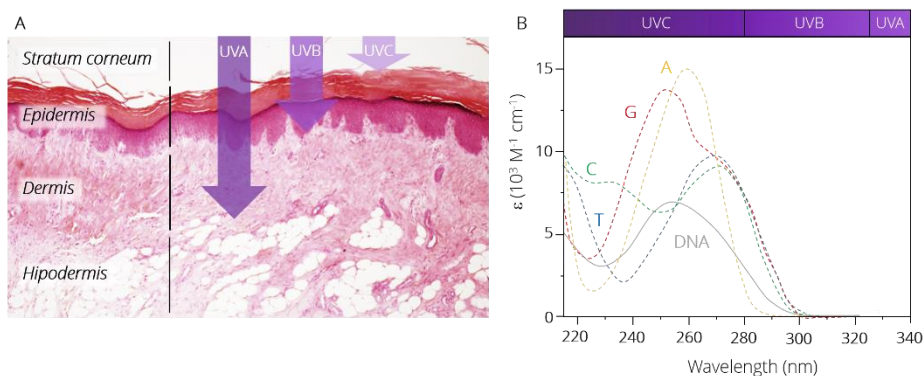 A
Stratum corneum
Epidermis
Dermis
Hipodermis
UVA
UVB
UVC
B
UVC UVB UVA
ε (10³ M⁻¹ cm⁻¹)
15
10
5
0
A
G
C
T
DNA
220 240 260 280 300 320 340
Wavelength (nm)